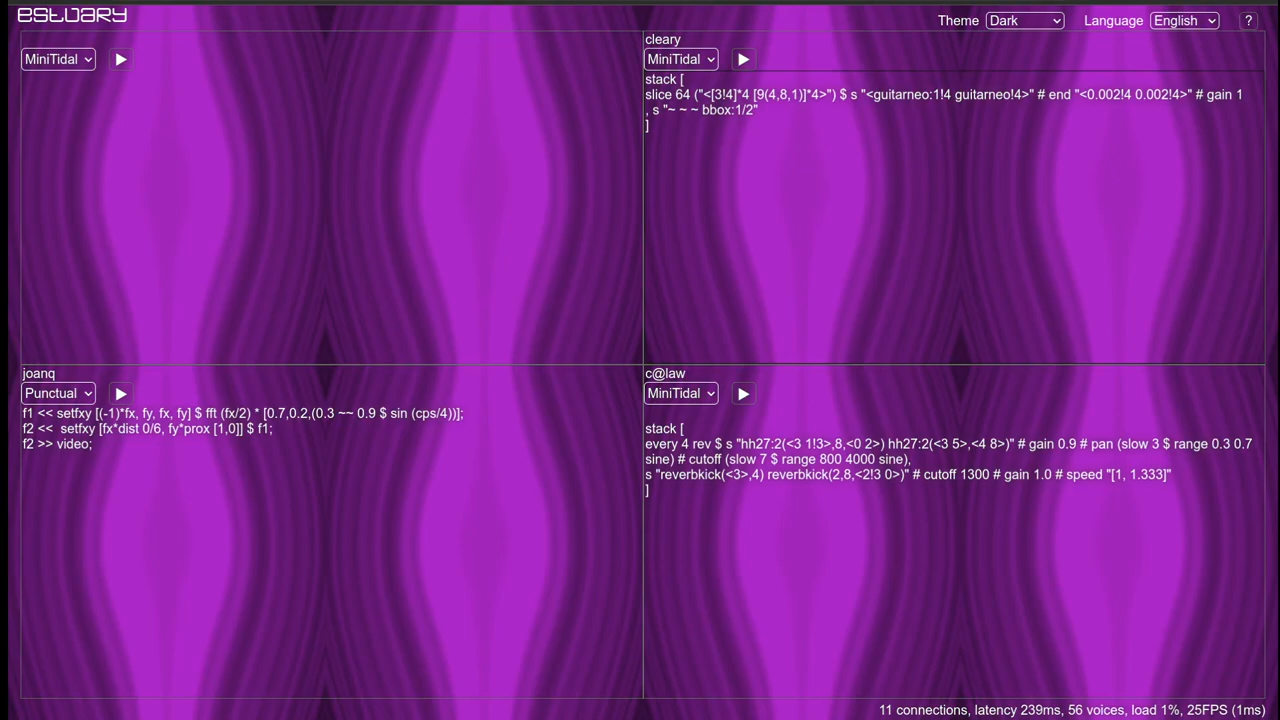 estuary
Theme Dark Language English ?
MiniTidal
cleary
MiniTidal
stack [
slice 64 ("<[3!4]*4 [9(4,8,1)]*4>") $ s "<guitarneo:1!4 guitarneo!4>" # end "<0.002!4 0.002!4>" # gain 1
, s "~ ~ ~ bbox:1/2"
]
joanq
Punctual
f1 << setfxy [(-1)*fx, fy, fx, fy] $ fft (fx/2) * [0.7,0.2,(0.3 ~~ 0.9 $ sin (cps/4))];
f2 <<  setfxy [fx*dist 0/6, fy*prox [1,0]] $ f1;
f2 >> video;
c@law
MiniTidal
stack [
every 4 rev $ s "hh27:2(<3 1!3>,8,<0 2>) hh27:2(<3 5>,<4 8>)" # gain 0.9 # pan (slow 3 $ range 0.3 0.7
sine) # cutoff (slow 7 $ range 800 4000 sine),
s "reverbkick(<3>,4) reverbkick(2,8,<2!3 0>)" # cutoff 1300 # gain 1.0 # speed "[1, 1.333]"
]
11 connections, latency 239ms, 56 voices, load 1%, 25FPS (1ms)